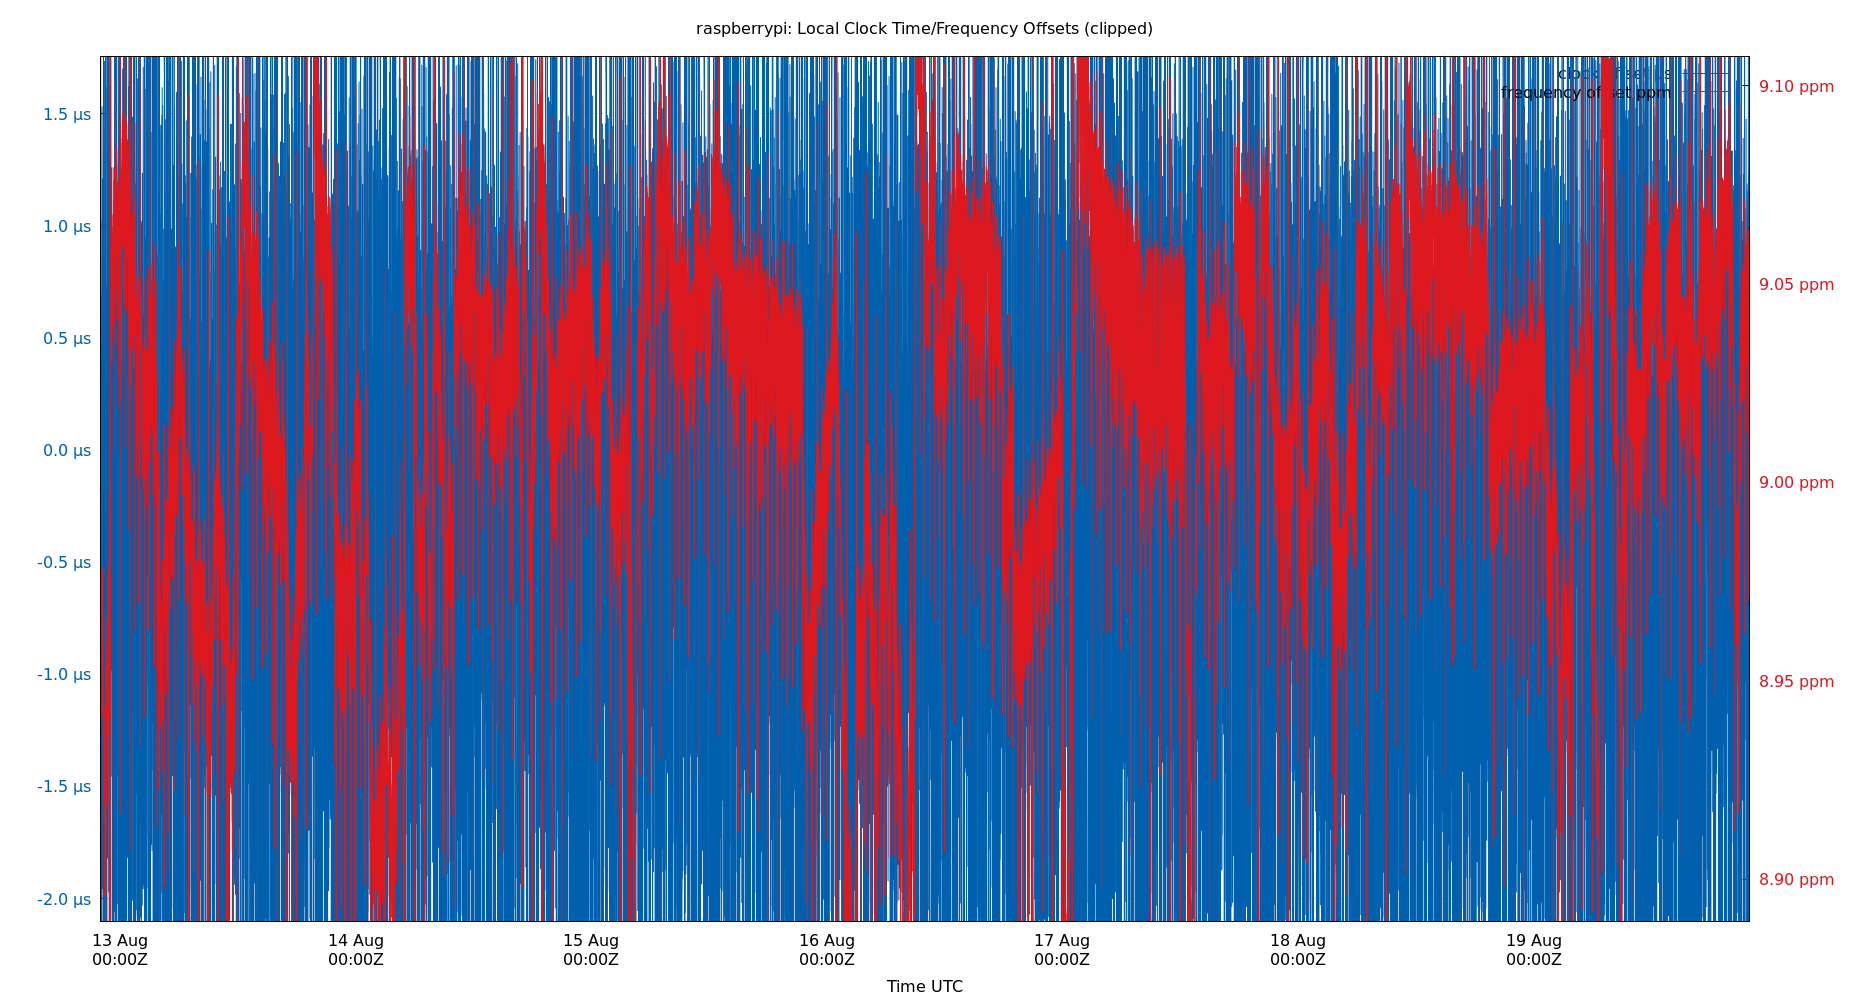 raspberrypi: Local Clock Time/Frequency Offsets (clipped)
clock offset µs
frequency offset ppm
1.5 µs
1.0 µs
0.5 µs
0.0 µs
-0.5 µs
-1.0 µs
-1.5 µs
-2.0 µs
9.10 ppm
9.05 ppm
9.00 ppm
8.95 ppm
8.90 ppm
13 Aug
00:00Z
14 Aug
00:00Z
15 Aug
00:00Z
16 Aug
00:00Z
17 Aug
00:00Z
18 Aug
00:00Z
19 Aug
00:00Z
Time UTC